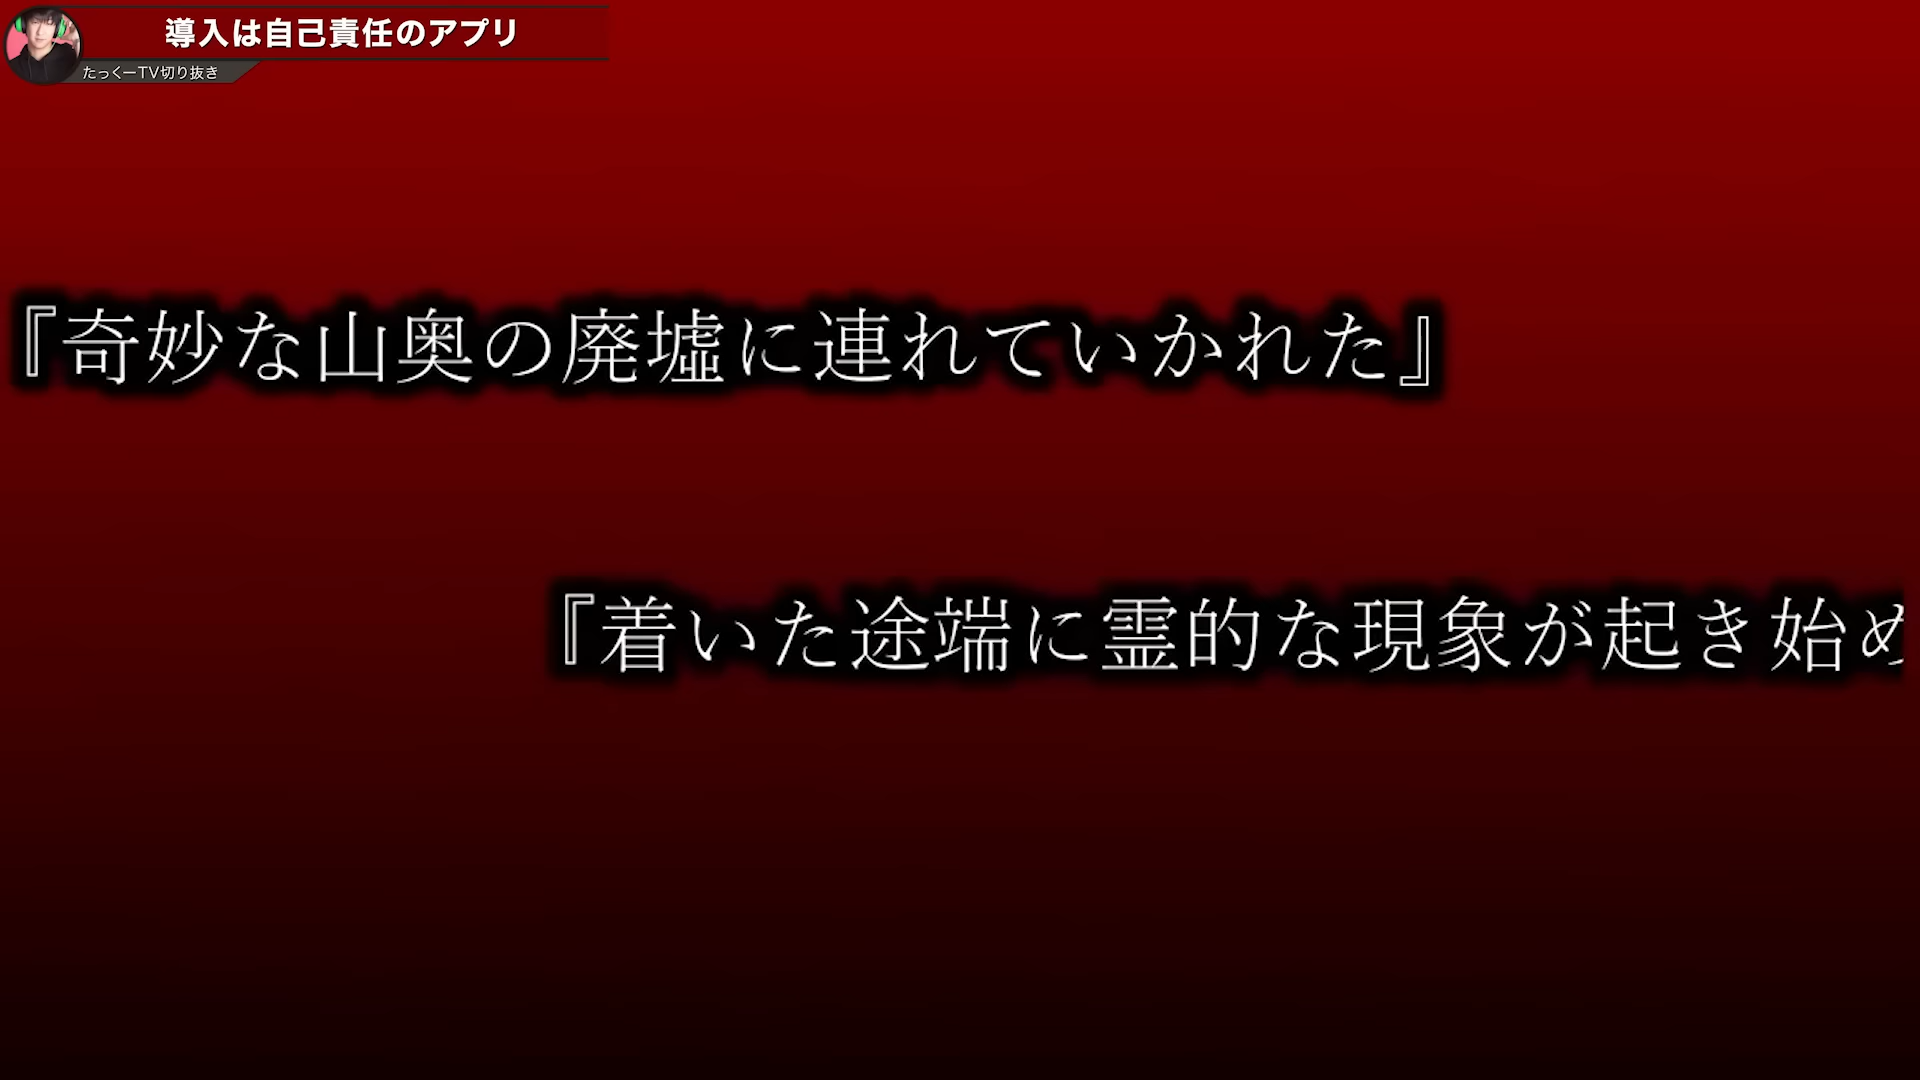 導入は自己責任のアプリ
たっくーTV切り抜き
『奇妙な山奥の廃墟に連れていかれた』
『着いた途端に霊的な現象が起き始め